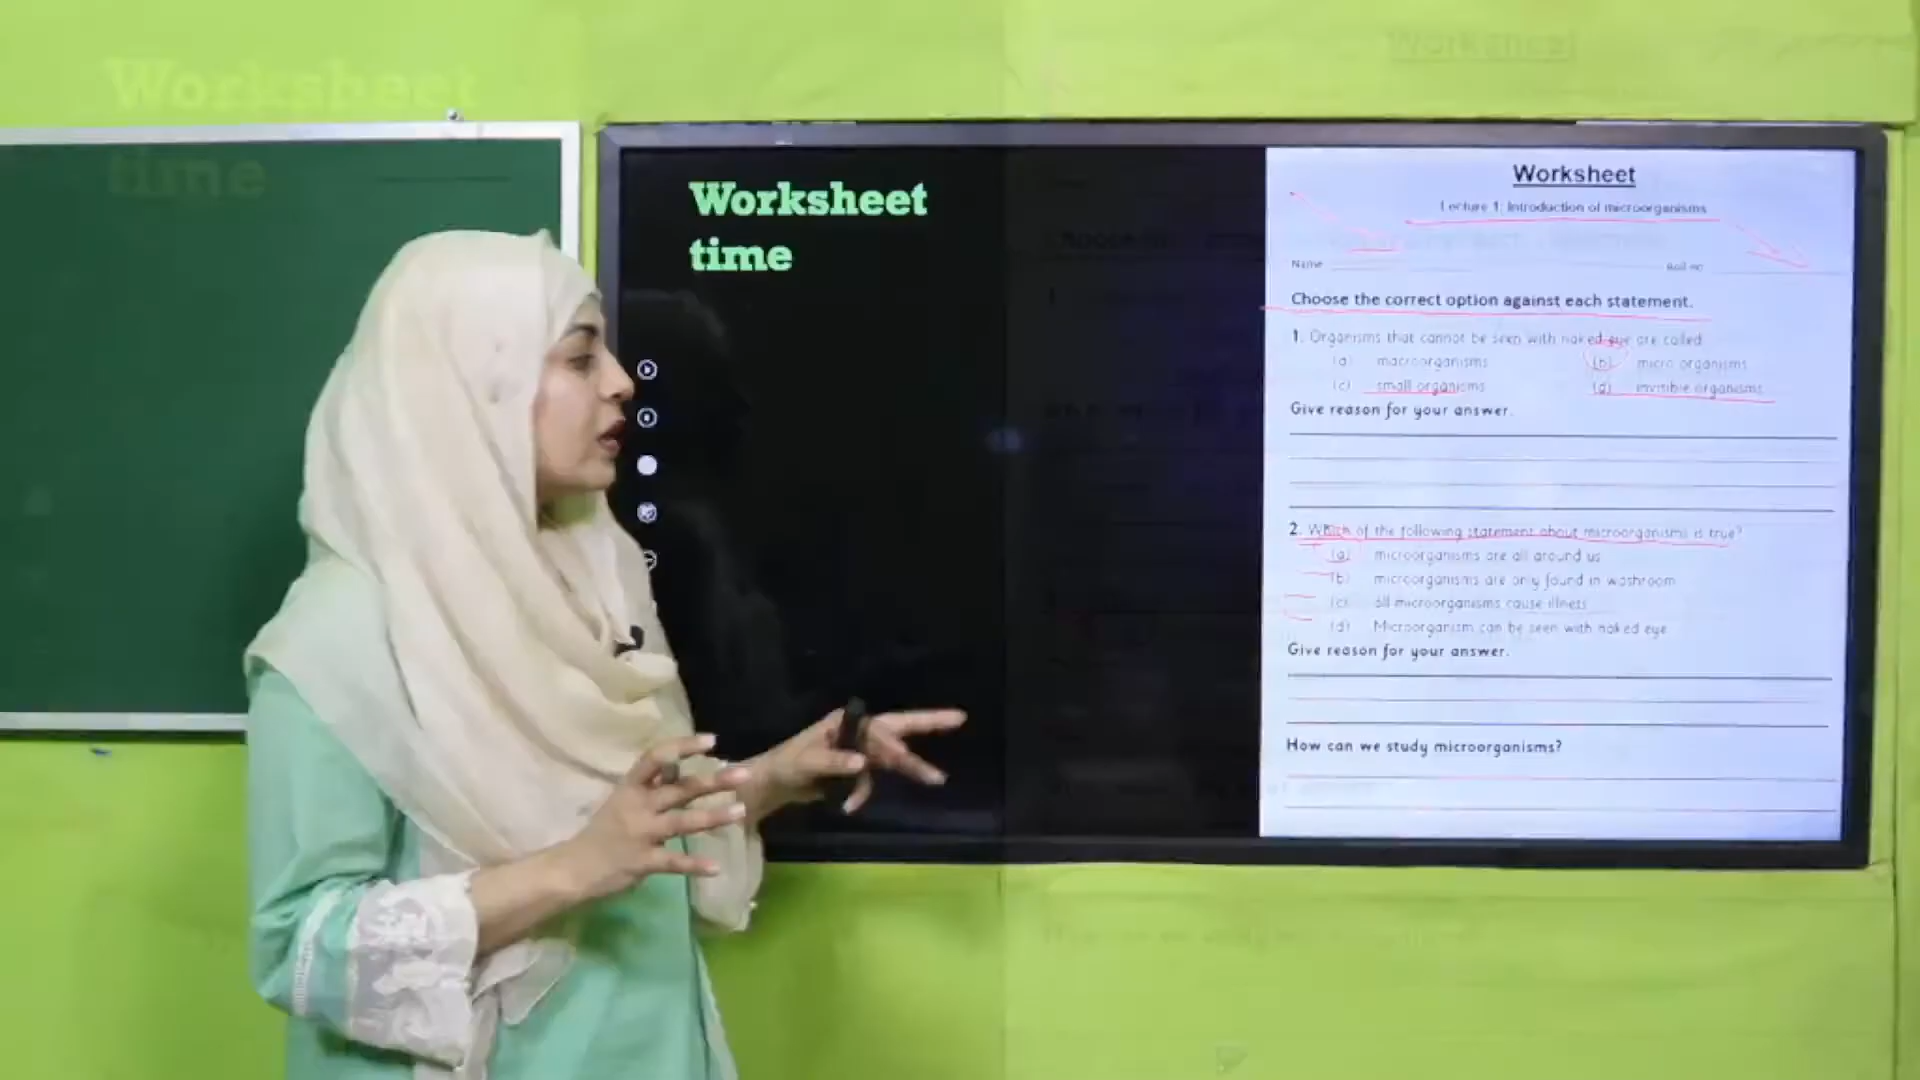 Worksheet
time
Worksheet
Lecture 1: Introduction of microorganisms
Name
Roll no
Choose the correct option against each statement.
1. Organisms that cannot be seen with naked eye are called
(a) macroorganisms
(b) micro organisms
(c) small organisms
(d) invisible organisms
Give reason for your answer.
2. Which of the following statement about microorganisms is true?
(a) microorganisms are all around us
(b) microorganisms are only found in washroom
(c) all microorganisms cause illness
(d) Microorganism can be seen with naked eye
Give reason for your answer.
How can we study microorganisms?